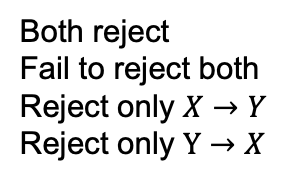 Both reject
Fail to reject both
Reject only X → Y
Reject only Y → X